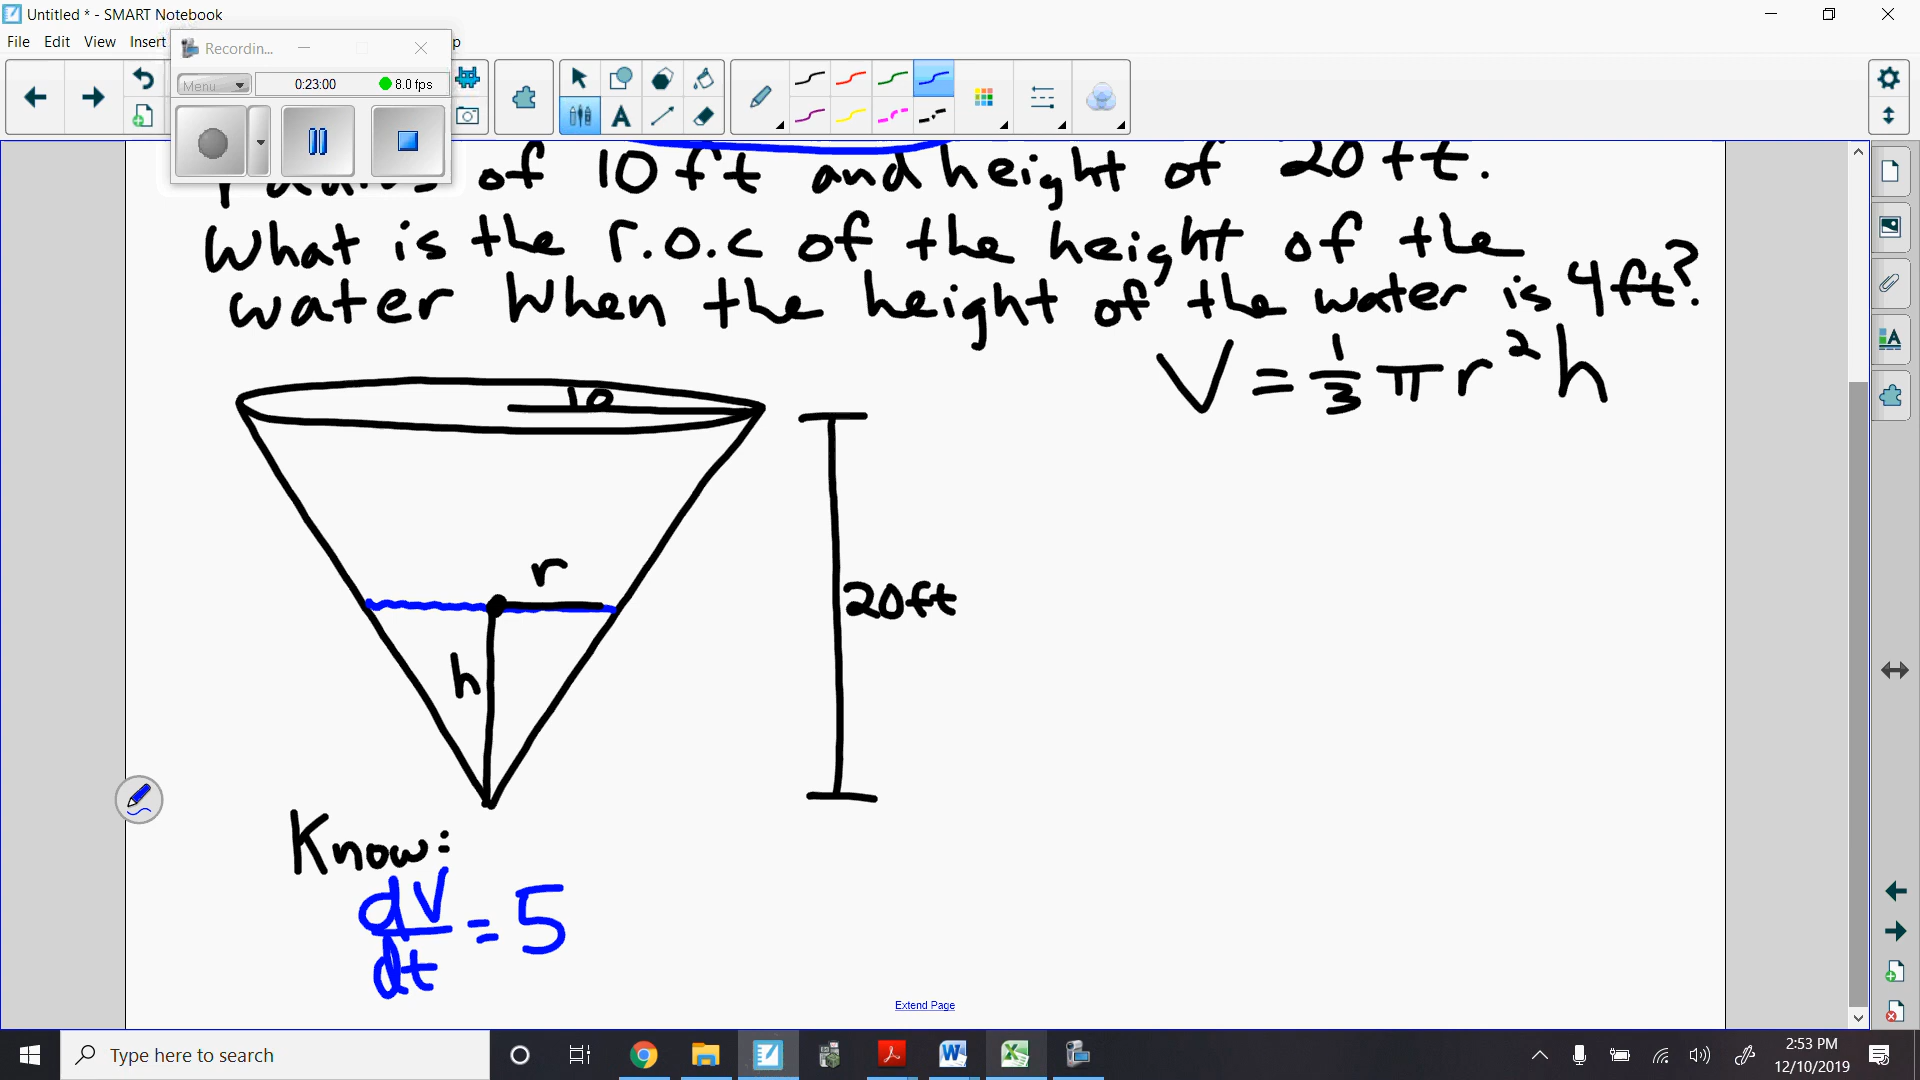 Untitled * - SMART Notebook
File Edit View Insert
Recordin...
Menu 0:23:00 8.0 fps
of 10ft and height of 20 ft.
What is the r.o.c of the height of the
water when the height of the water is 4ft?
V = 1/3 πr²h
10
r
20ft
h
Know:
dV/dt = 5
Extend Page
Type here to search
2:53 PM
12/10/2019